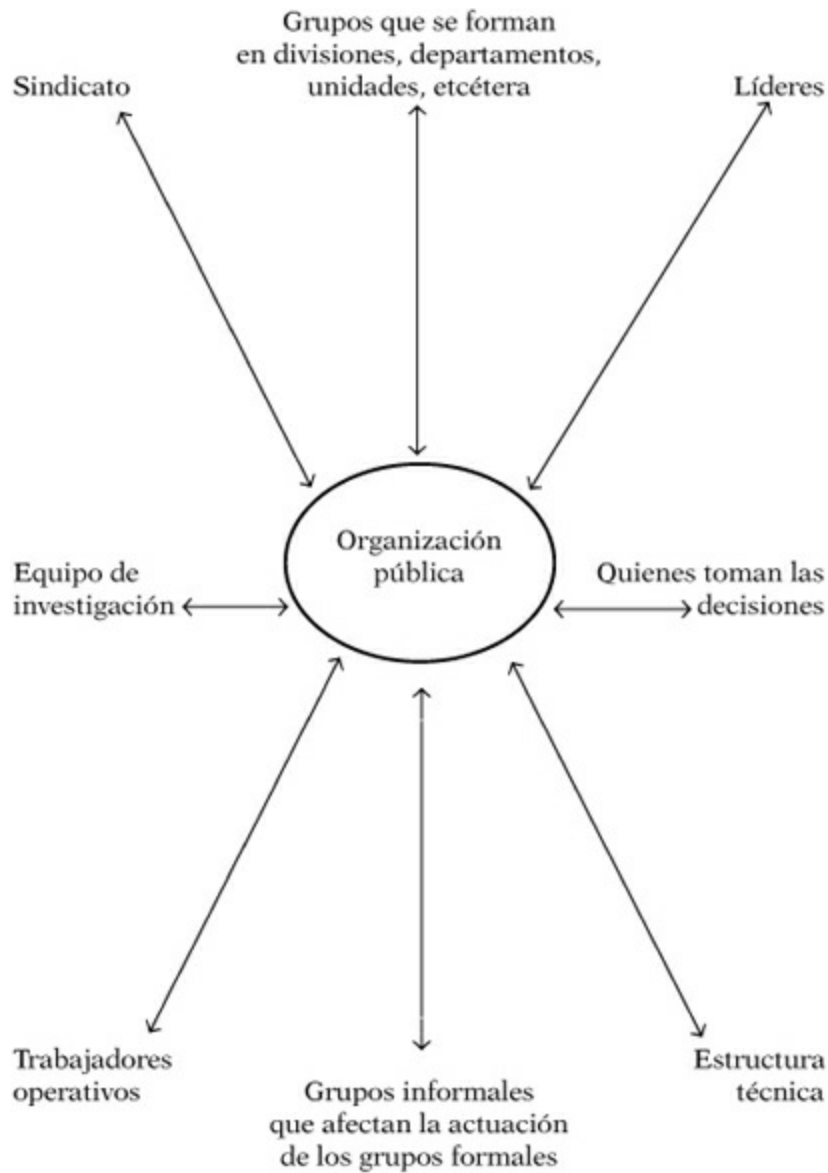 Grupos que se forman
en divisiones, departamentos,
unidades, etcétera
Sindicato
Líderes
Organización
pública
Equipo de
investigación
Quienes toman las
decisiones
Trabajadores
operativos
Grupos informales
que afectan la actuación
de los grupos formales
Estructura
técnica